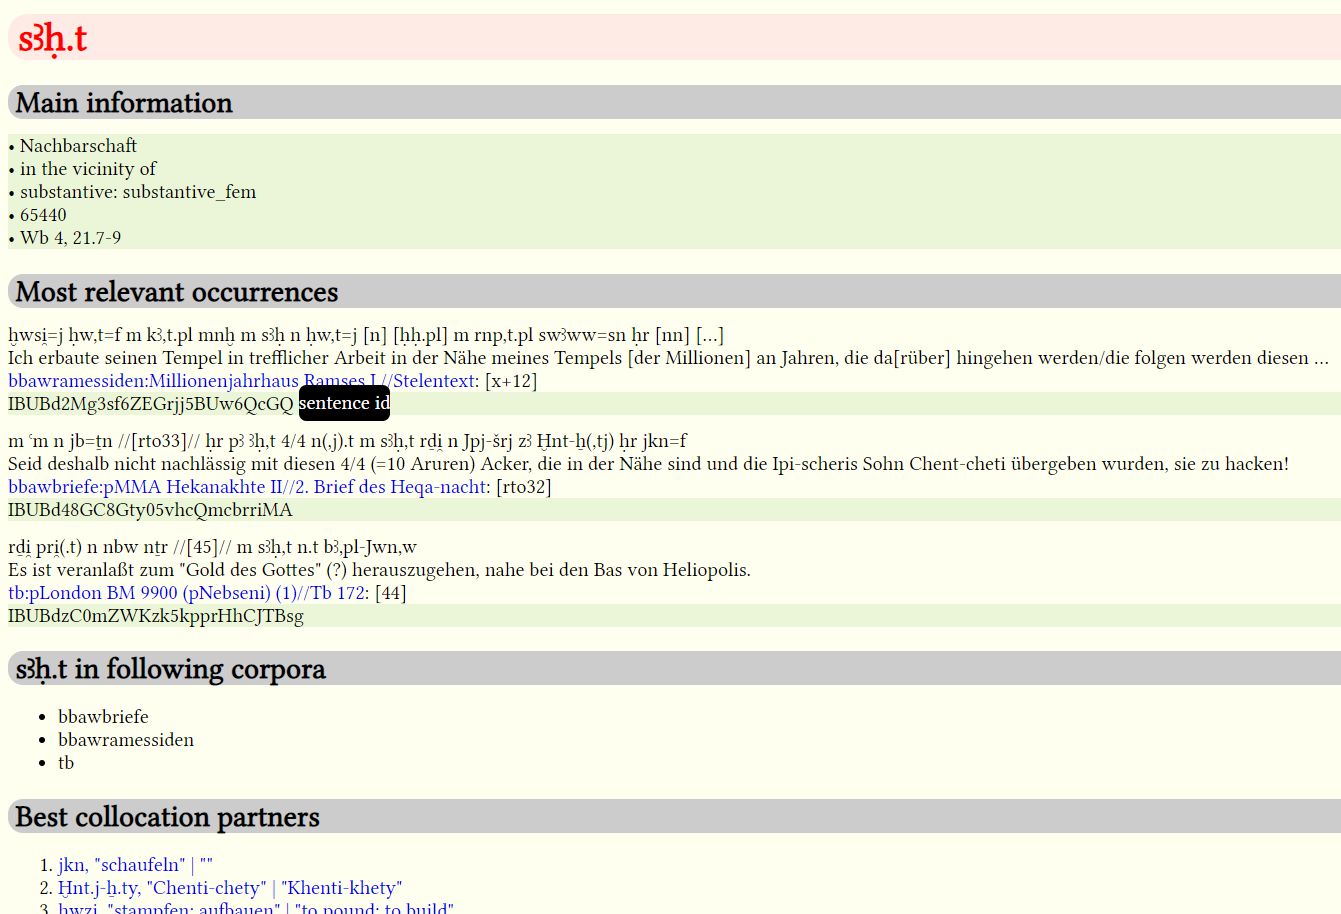 sꜣḥ.t
Main information
• Nachbarschaft
• in the vicinity of
• substantive: substantive_fem
• 65440
• Wb 4, 21.7-9
Most relevant occurrences
ḫwsi̯=j ḥw,t=f m kꜣ,t.pl mnḫ m sꜣḥ n ḥw,t=j [n] [ḥḥ.pl] m rnp,t.pl swꜣww=sn ḥr [nn] [...]
Ich erbaute seinen Tempel in trefflicher Arbeit in der Nähe meines Tempels [der Millionen] an Jahren, die da[rüber] hingehen werden/die folgen werden diesen ...
bbawramessiden:Millionenjahrhaus Ramses I.//Stelentext: [x+12]
IBUBd2Mg3sf6ZEGrjj5BUw6QcGQ sentence id
m ꜥm n jb=ṯn //[rto33]// ḥr pꜣ ꜣḥ,t 4/4 n(,j).t m sꜣḥ,t rḏi̯ n Jpj-šrj zꜣ Ḫnt-ẖ(,tj) ḥr jkn=f
Seid deshalb nicht nachlässig mit diesen 4/4 (=10 Aruren) Acker, die in der Nähe sind und die Ipi-scheris Sohn Chent-cheti übergeben wurden, sie zu hacken!
bbawbriefe:pMMA Hekanakhte II//2. Brief des Heqa-nacht: [rto32]
IBUBd48GC8Gty05vhcQmcbrriMA
rḏi̯ pri̯(.t) n nbw nṯr //[45]// m sꜣḥ,t n.t bꜣ,pl-Jwn,w
Es ist veranlaßt zum "Gold des Gottes" (?) herauszugehen, nahe bei den Bas von Heliopolis.
tb:pLondon BM 9900 (pNebseni) (1)//Tb 172: [44]
IBUBdzC0mZWKzk5kpprHhCJTBsg
sꜣḥ.t in following corpora
• bbawbriefe
• bbawramessiden
• tb
Best collocation partners
1. jkn, "schaufeln" | ""
2. Ḫnt.j-ẖ.ty, "Chenti-chety" | "Khenti-khety"
3. ḫwzi, "stampfen; aufbauen" | "to pound; to build"